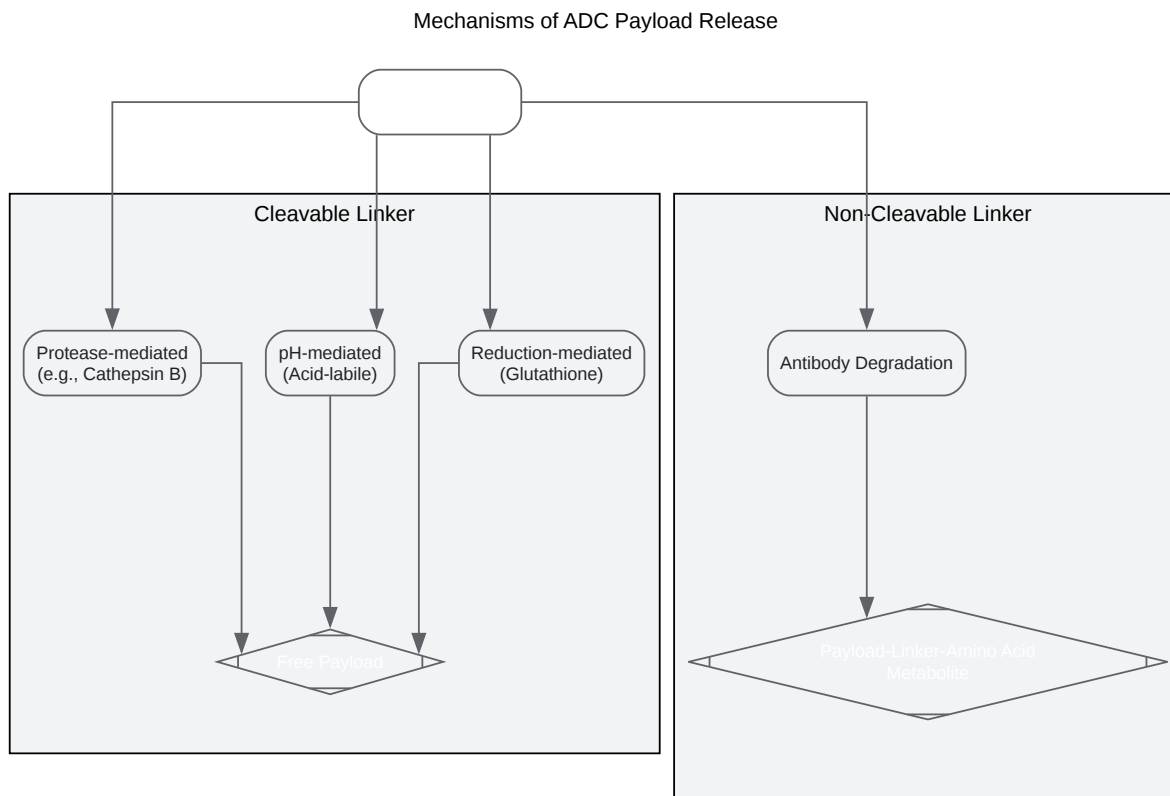 Mechanisms of ADC Payload Release
Cleavable Linker
Non-Cleavable Linker
Protease-mediated
(e.g., Cathepsin B)
pH-mediated
(Acid-labile)
Reduction-mediated
(Glutathione)
Antibody Degradation
Free Payload
Payload-Linker-Amino Acid
Metabolite